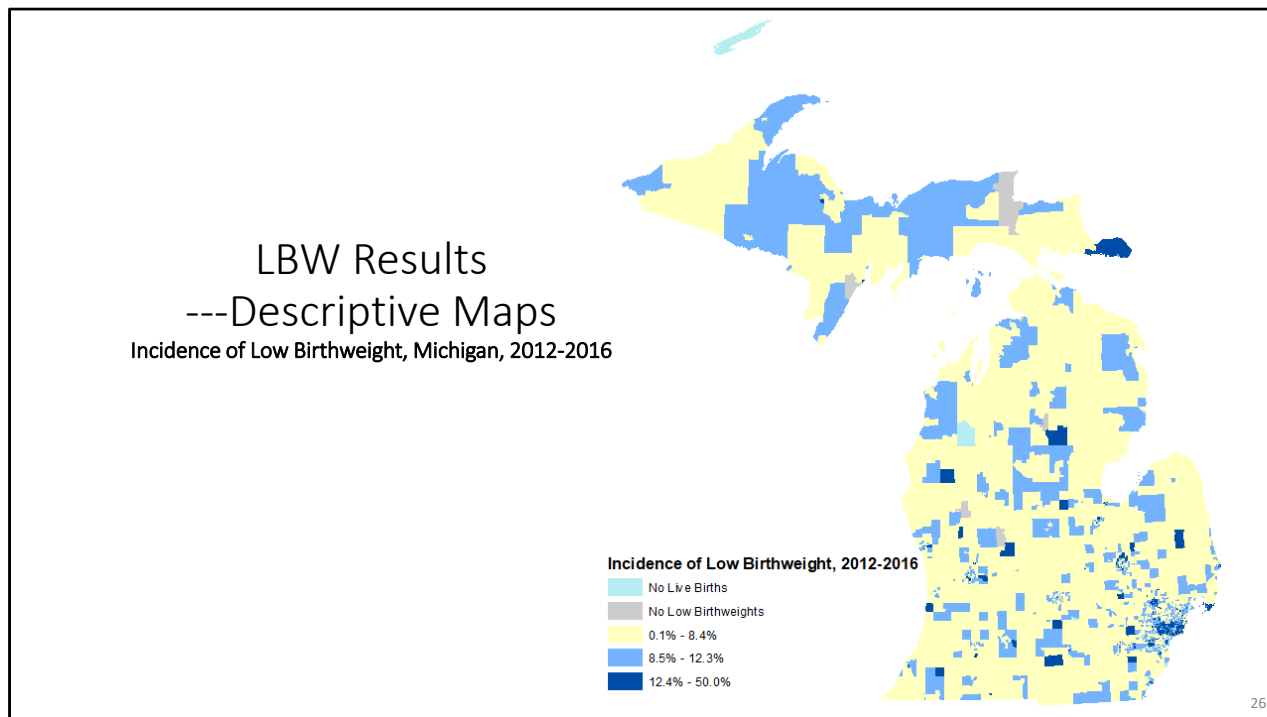 LBW Results
---Descriptive Maps
Incidence of Low Birthweight, Michigan, 2012-2016
Incidence of Low Birthweight, 2012-2016
No Live Births
No Low Birthweights
0.1% - 8.4%
8.5% - 12.3%
12.4% - 50.0%
26